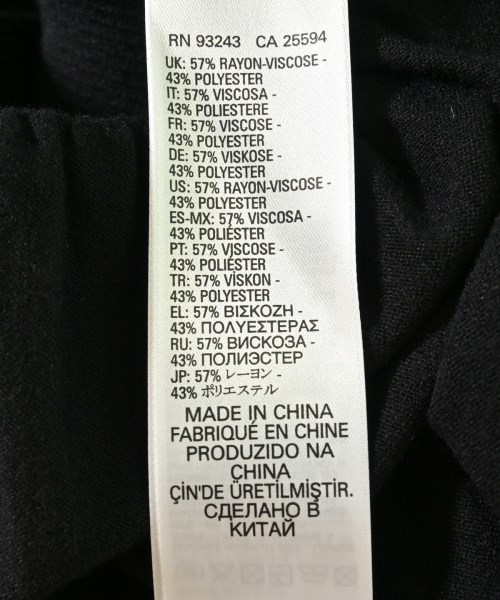 RN 93243 CA 25594
UK: 57% RAYON-VISCOSE -
43% POLYESTER
IT: 57% VISCOSA -
43% POLIESTERE
FR: 57% VISCOSE -
43% POLYESTER
DE: 57% VISKOSE -
43% POLYESTER
US: 57% RAYON-VISCOSE -
43% POLYESTER
ES-MX: 57% VISCOSA -
43% POLIÉSTER
PT: 57% VISCOSE -
43% POLIÉSTER
TR: 57% VİSKON -
43% POLYESTER
EL: 57% ΒΙΣΚΟΖΗ -
43% ΠΟΛΥΕΣΤΕΡΑΣ
RU: 57% ВИСКОЗА -
43% ПОЛИЭСТЕР
JP: 57% レーヨン -
43% ポリエステル
MADE IN CHINA
FABRIQUÉ EN CHINE
PRODUZIDO NA
CHINA
ÇİN'DE ÜRETİLMİŞTİR.
СДЕЛАНО В
КИТАЙ